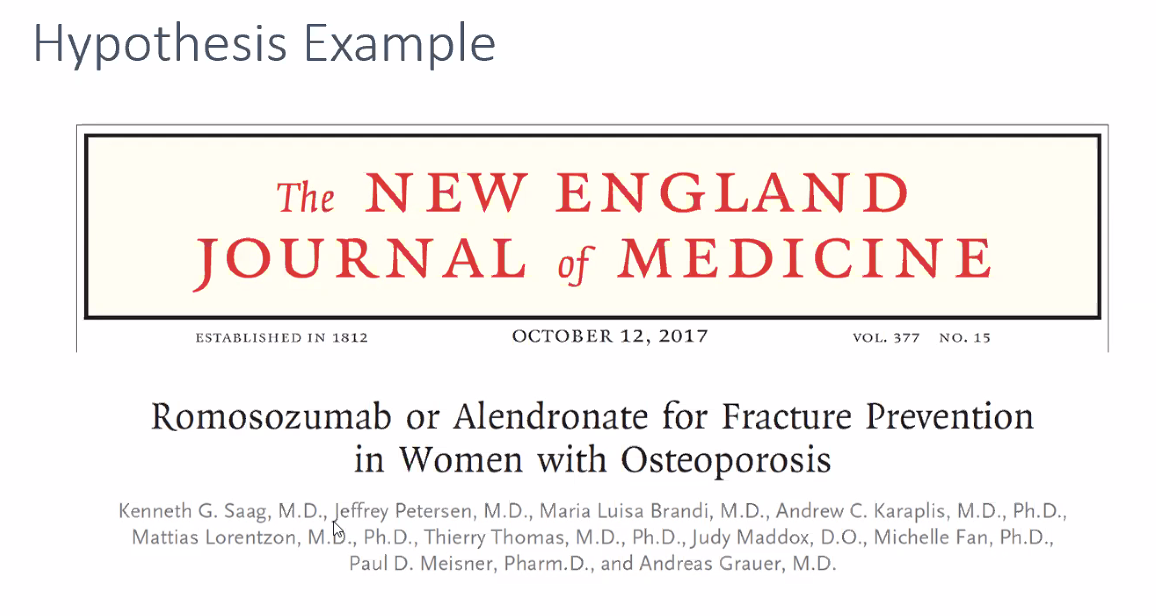 Hypothesis Example
The NEW ENGLAND
JOURNAL of MEDICINE
ESTABLISHED IN 1812 OCTOBER 12, 2017 VOL. 377 NO. 15
Romosozumab or Alendronate for Fracture Prevention
in Women with Osteoporosis
Kenneth G. Saag, M.D., Jeffrey Petersen, M.D., Maria Luisa Brandi, M.D., Andrew C. Karaplis, M.D., Ph.D.,
Mattias Lorentzon, M.D., Ph.D., Thierry Thomas, M.D., Ph.D., Judy Maddox, D.O., Michelle Fan, Ph.D.,
Paul D. Meisner, Pharm.D., and Andreas Grauer, M.D.